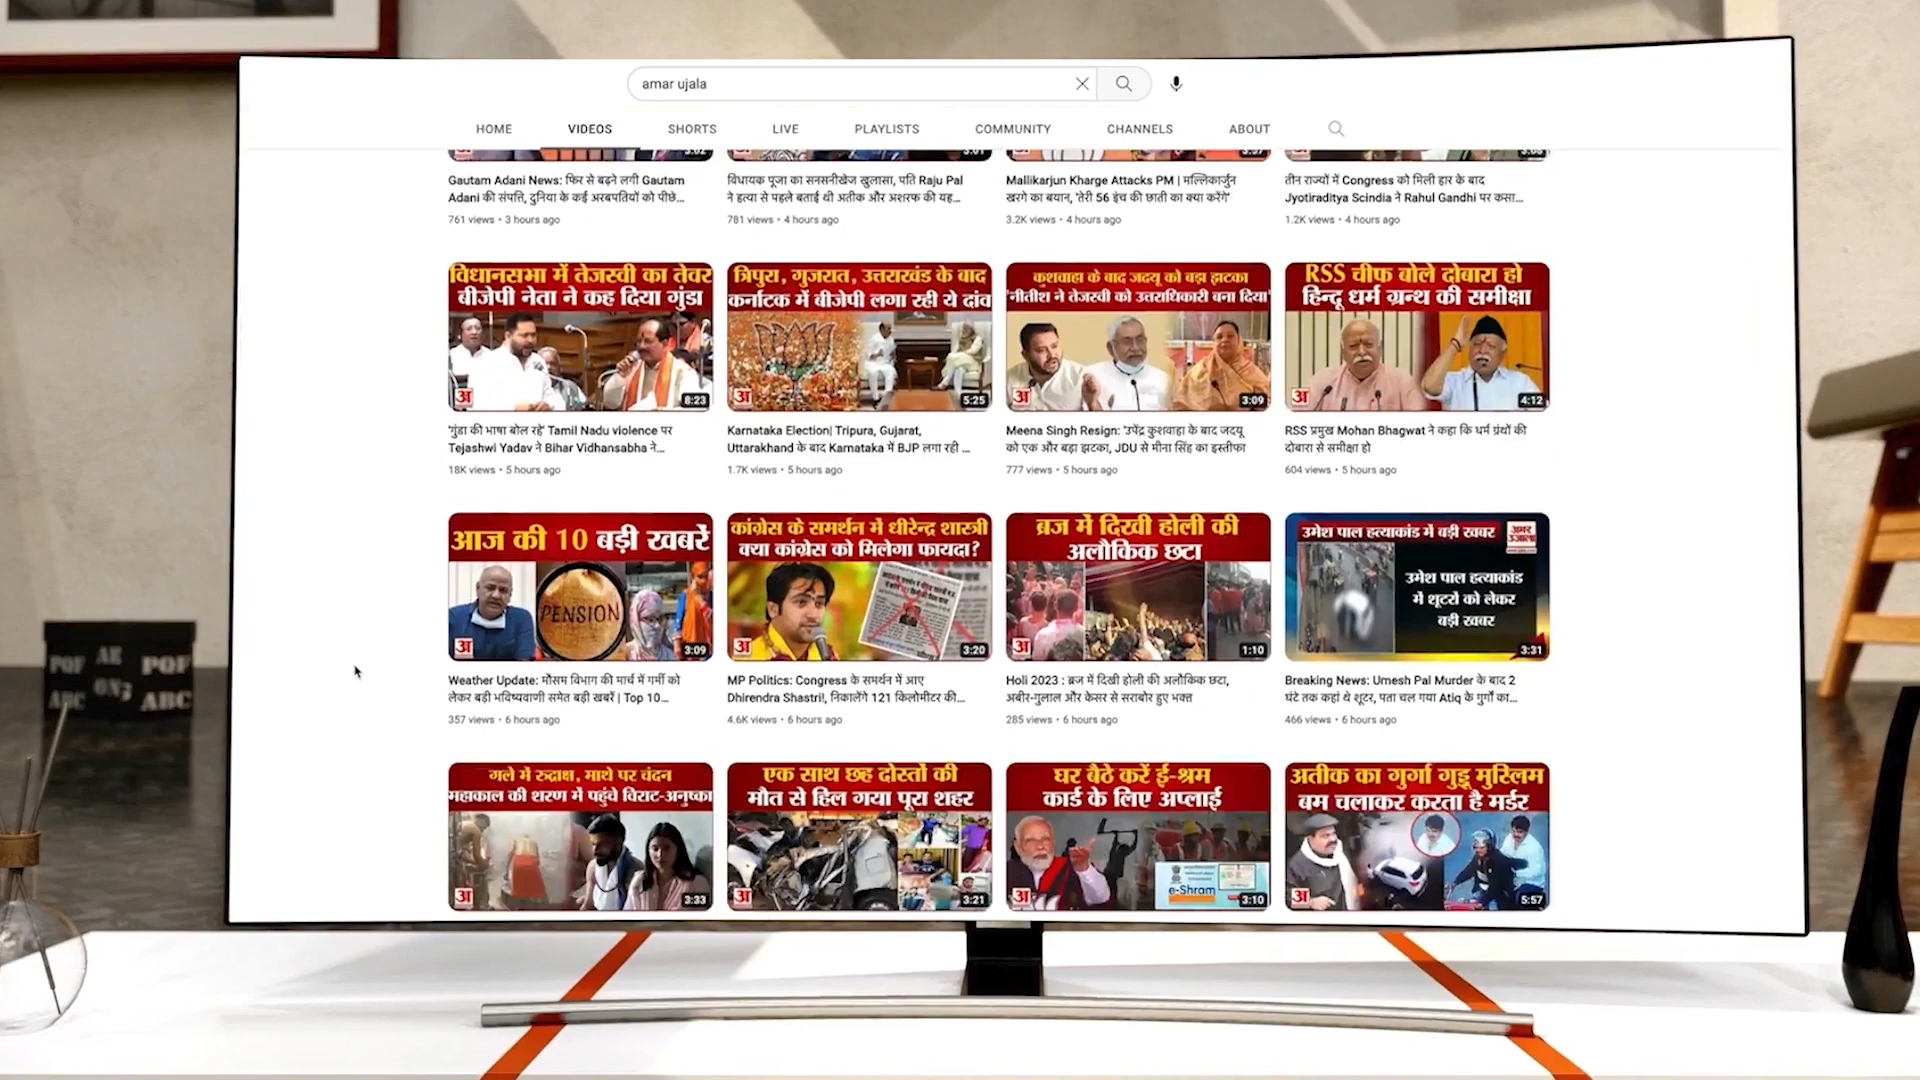 amar ujala
HOME VIDEOS SHORTS LIVE PLAYLISTS COMMUNITY CHANNELS ABOUT
Gautam Adani News: फिर से बढ़ने लगी Gautam
Adani की संपत्ति, दुनिया के कई अरबपतियों को पीछे...
761 views • 3 hours ago
विधायक पूजा का सनसनीखेज खुलासा, पति Raju Pal
ने हत्या से पहले बताई थी अतीक और अशरफ की यह...
781 views • 4 hours ago
Mallikarjun Kharge Attacks PM | मल्लिकार्जुन
खरगे का बयान, 'तेरी 56 इंच की छाती का क्या करेंगे'
3.2K views • 4 hours ago
तीन राज्यों में Congress को मिली हार के बाद
Jyotiraditya Scindia ने Rahul Gandhi पर कसा...
1.2K views • 4 hours ago
विधानसभा में तेजस्वी का तेवर
बीजेपी नेता ने कह दिया गुंडा
अ
8:23
'गुंडा की भाषा बोल रहे' Tamil Nadu violence पर
Tejashwi Yadav ने Bihar Vidhansabha ने...
18K views • 5 hours ago
त्रिपुरा, गुजरात, उत्तराखंड के बाद
कर्नाटक में बीजेपी लगा रही ये दांव
अ
5:25
Karnataka Election| Tripura, Gujarat,
Uttarakhand के बाद Karnataka में BJP लगा रही ...
1.7K views • 5 hours ago
कुशवाहा के बाद जदयू को बड़ा झटका
'नीतीश ने तेजस्वी को उत्तराधिकारी बना दिया'
अ
3:09
Meena Singh Resign: 'उपेंद्र कुशवाहा के बाद जदयू
को एक और बड़ा झटका, JDU से मीना सिंह का इस्तीफा
777 views • 5 hours ago
RSS चीफ बोले दोबारा हो
हिन्दू धर्म ग्रन्थ की समीक्षा
अ
4:12
RSS प्रमुख Mohan Bhagwat ने कहा कि धर्म ग्रंथों की
दोबारा से समीक्षा हो
604 views • 5 hours ago
आज की 10 बड़ी खबरें
PENSION
अ
3:09
Weather Update: मौसम विभाग की मार्च में गर्मी को
लेकर बड़ी भविष्यवाणी समेत बड़ी खबरें | Top 10...
357 views • 6 hours ago
कांग्रेस के समर्थन में धीरेन्द्र शास्त्री
क्या कांग्रेस को मिलेगा फायदा?
अ
3:20
MP Politics: Congress के समर्थन में आए
Dhirendra Shastri!, निकालेंगे 121 किलोमीटर की...
4.6K views • 6 hours ago
ब्रज में दिखी होली की
अलौकिक छटा
अ
1:10
Holi 2023 : ब्रज में दिखी होली की अलौकिक छटा,
अबीर-गुलाल और केसर से सराबोर हुए भक्त
285 views • 6 hours ago
उमेश पाल हत्याकांड में बड़ी खबर
अमर उजाला
उमेश पाल हत्याकांड
में शूटरों को लेकर
बड़ी खबर
3:31
Breaking News: Umesh Pal Murder के बाद 2
घंटे तक कहां थे शूटर, पता चल गया Atiq के गुर्गों का...
466 views • 6 hours ago
गले में रुद्राक्ष, माथे पर चंदन
महाकाल की शरण में पहुंचे विराट-अनुष्का
अ
3:33
एक साथ छह दोस्तों की
मौत से हिल गया पूरा शहर
अ
3:21
घर बैठे करें ई-श्रम
कार्ड के लिए अप्लाई
e-Shram
अ
3:10
अतीक का गुर्गा गुड्डू मुस्लिम
बम चलाकर करता है मर्डर
अ
5:57
POF AE POF
ABC ABC